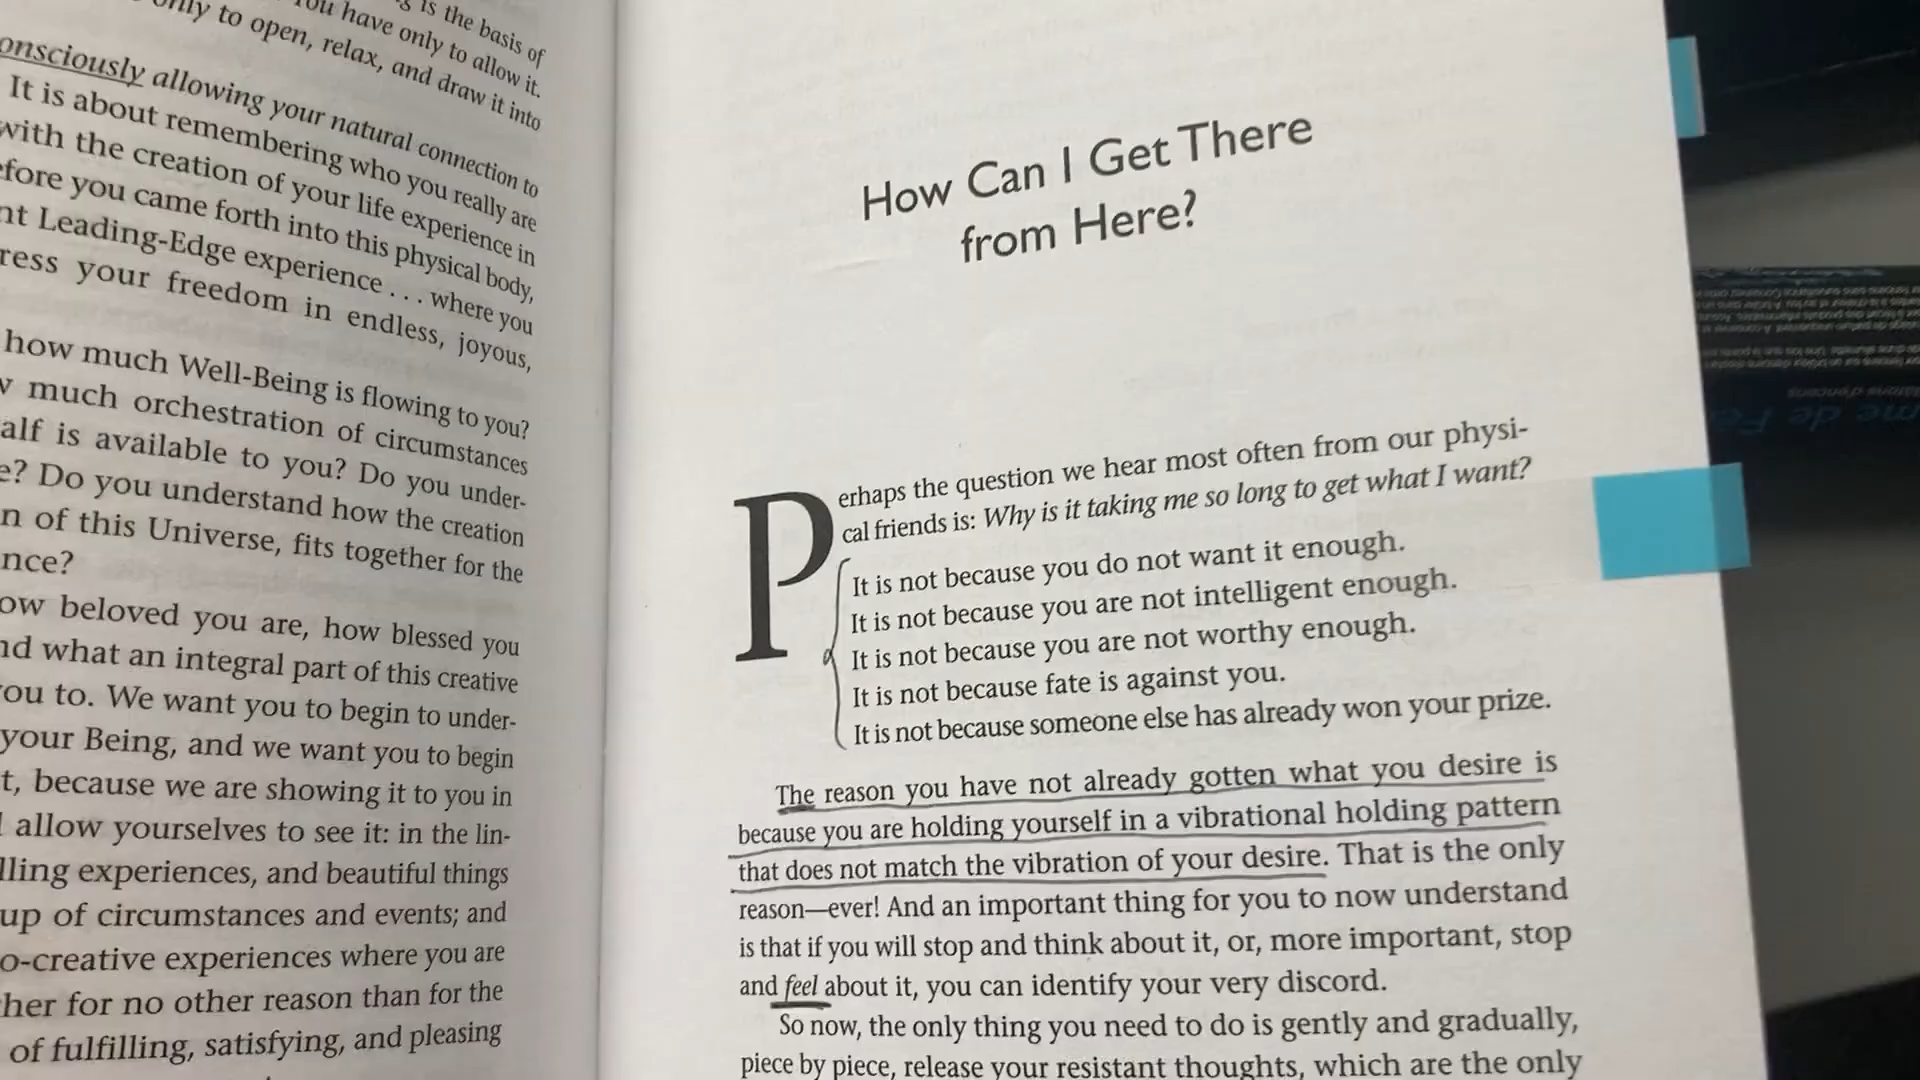 is the basis of
You have only to allow it.
only to open, relax, and draw it into
onsciously allowing your natural connection to
It is about remembering who you really are
with the creation of your life experience in
efore you came forth into this physical body,
nt Leading-Edge experience . . . where you
ress your freedom in endless, joyous,
how much Well-Being is flowing to you?
w much orchestration of circumstances
alf is available to you? Do you under-
e? Do you understand how the creation
n of this Universe, fits together for the
nce?
ow beloved you are, how blessed you
nd what an integral part of this creative
ou to. We want you to begin to under-
your Being, and we want you to begin
t, because we are showing it to you in
l allow yourselves to see it: in the lin-
lling experiences, and beautiful things
up of circumstances and events; and
o-creative experiences where you are
her for no other reason than for the
of fulfilling, satisfying, and pleasing
How Can I Get There
from Here?
Perhaps the question we hear most often from our physi-
cal friends is: Why is it taking me so long to get what I want?
It is not because you do not want it enough.
It is not because you are not intelligent enough.
It is not because you are not worthy enough.
It is not because fate is against you.
It is not because someone else has already won your prize.
The reason you have not already gotten what you desire is
because you are holding yourself in a vibrational holding pattern
that does not match the vibration of your desire. That is the only
reason—ever! And an important thing for you to now understand
is that if you will stop and think about it, or, more important, stop
and feel about it, you can identify your very discord.
So now, the only thing you need to do is gently and gradually,
piece by piece, release your resistant thoughts, which are the only